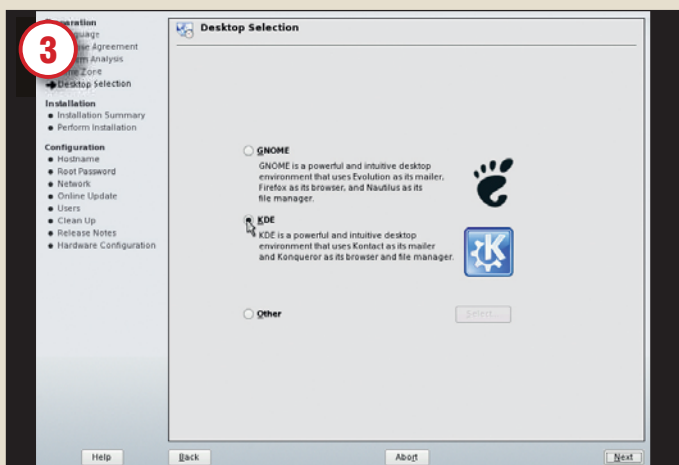 3
Preparation
Language
License Agreement
System Analysis
Time Zone
Desktop Selection
Installation
Installation Summary
Perform Installation
Configuration
Hostname
Root Password
Network
Online Update
Users
Clean Up
Release Notes
Hardware Configuration
Desktop Selection
GNOME
GNOME is a powerful and intuitive desktop
environment that uses Evolution as its mailer,
Firefox as its browser, and Nautilus as its
file manager.
KDE
KDE is a powerful and intuitive desktop
environment that uses Kontact as its mailer
and Konqueror as its browser and file manager.
Other
Select...
Help
Back
Abort
Next